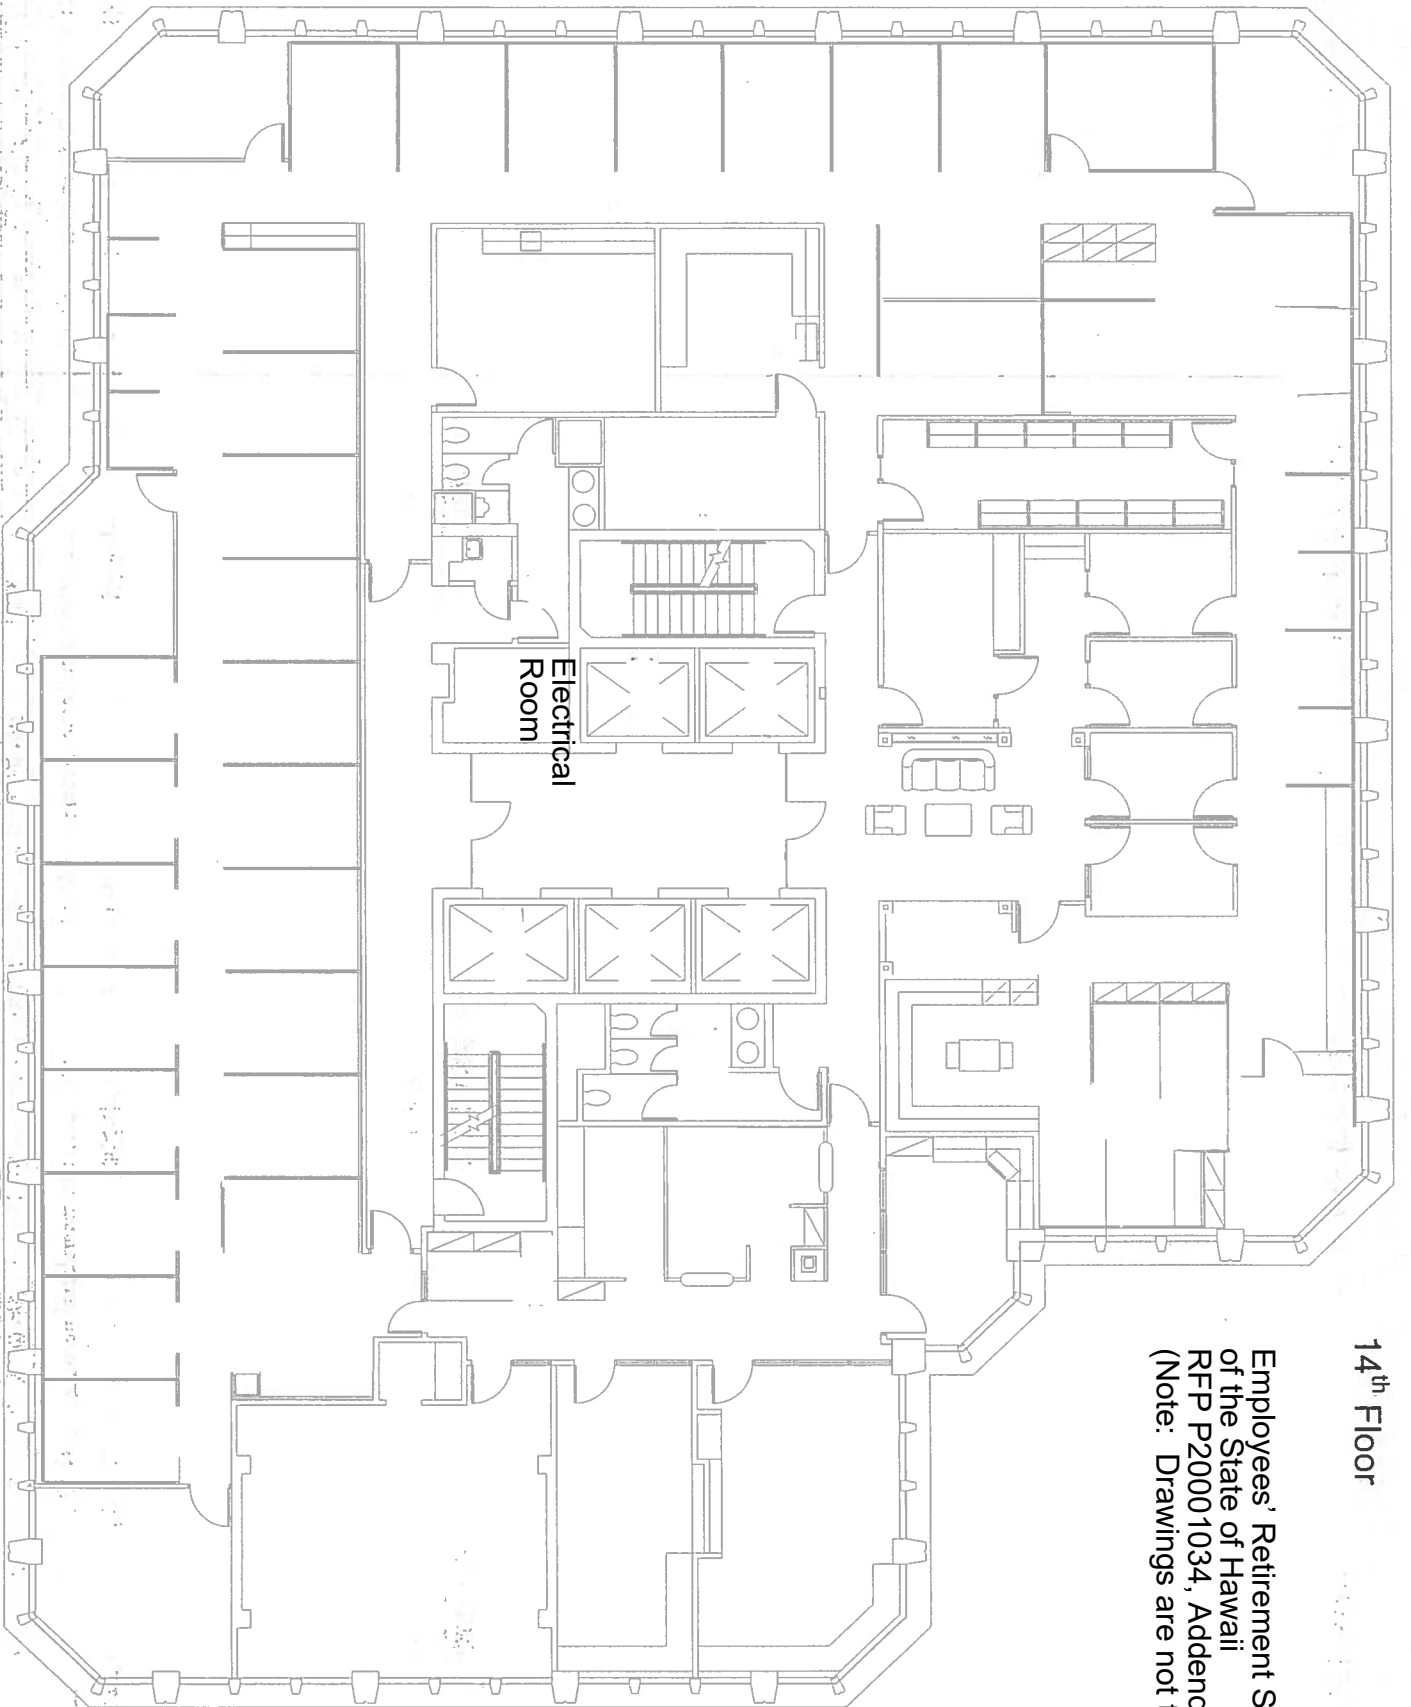 14th Floor
Employees' Retirement S
of the State of Hawaii
RFP P20001034, Addend
(Note: Drawings are not
Electrical
Room